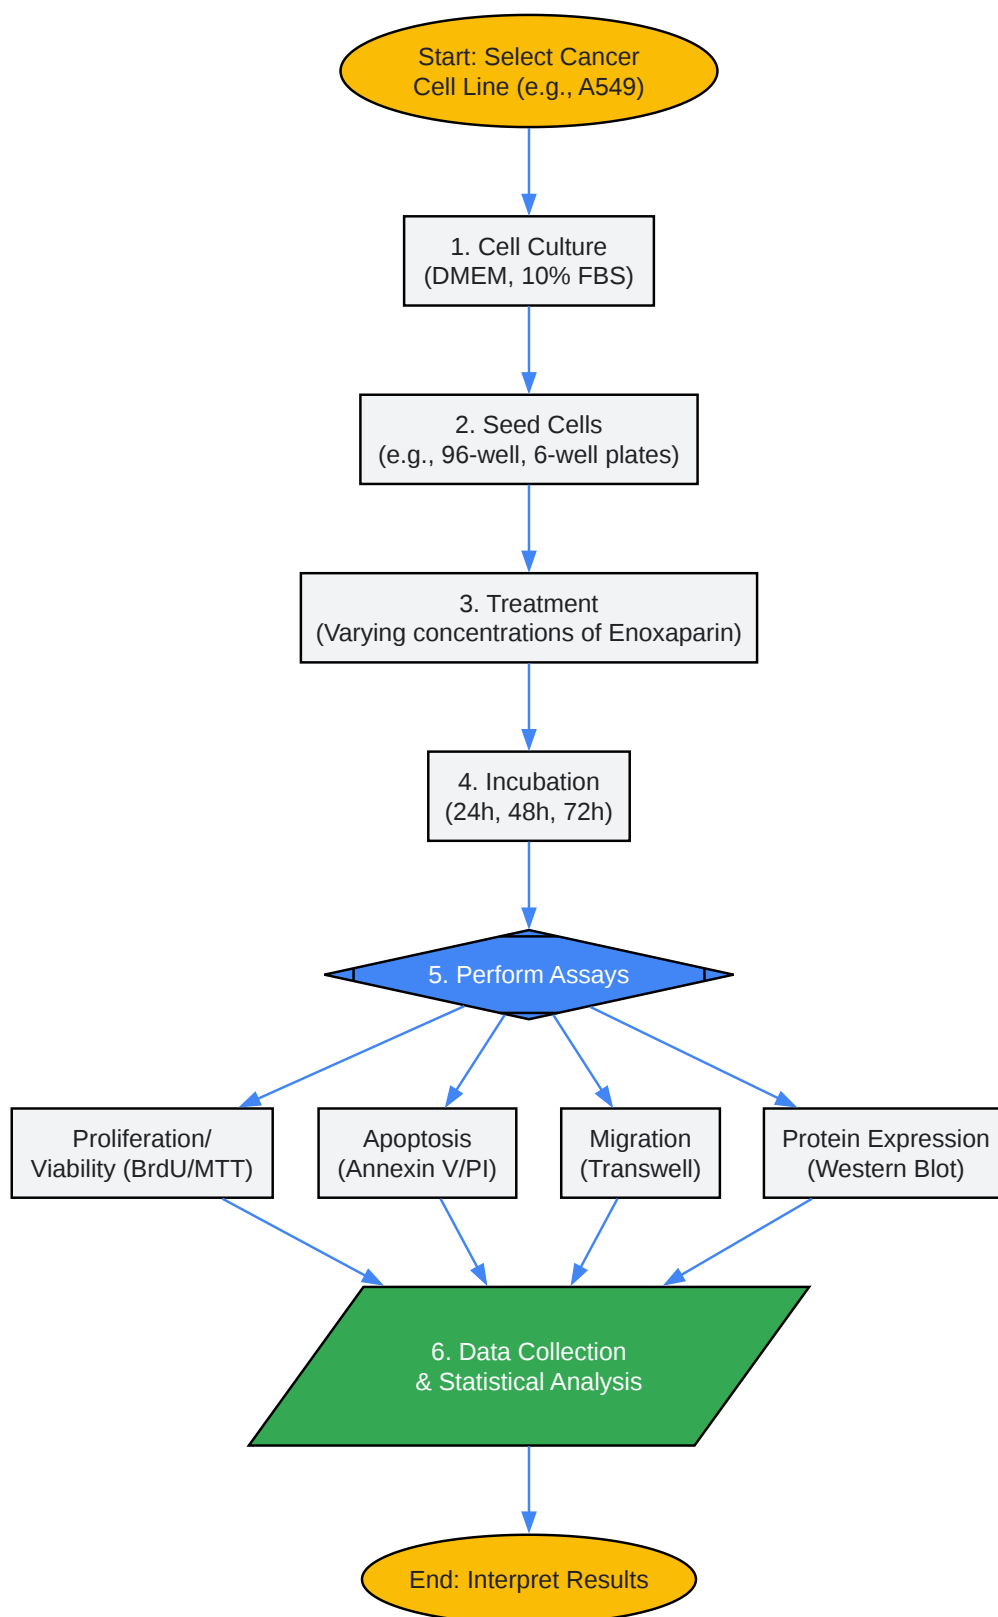 Start: Select Cancer
Cell Line (e.g., A549)
1. Cell Culture
(DMEM, 10% FBS)
2. Seed Cells
(e.g., 96-well, 6-well plates)
3. Treatment
(Varying concentrations of Enoxaparin)
4. Incubation
(24h, 48h, 72h)
5. Perform Assays
Proliferation/
Viability (BrdU/MTT)
Apoptosis
(Annexin V/PI)
Migration
(Transwell)
Protein Expression
(Western Blot)
6. Data Collection
& Statistical Analysis
End: Interpret Results